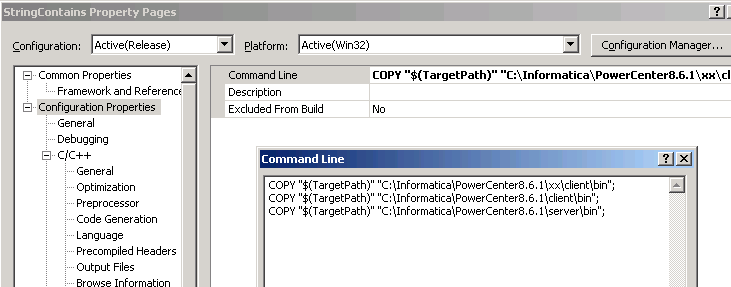 StringContains Property Pages
Configuration: Active(Release) Platform: Active(Win32) Configuration Manager...
Common Properties
Framework and Reference
Configuration Properties
General
Debugging
C/C++
General
Optimization
Preprocessor
Code Generation
Language
Precompiled Headers
Output Files
Browse Information
Command Line COPY "$(TargetPath)" "C:\Informatica\PowerCenter8.6.1\xx\cl
Description
Excluded From Build No
Command Line
COPY "$(TargetPath)" "C:\Informatica\PowerCenter8.6.1\xx\client\bin";
COPY "$(TargetPath)" "C:\Informatica\PowerCenter8.6.1\client\bin";
COPY "$(TargetPath)" "C:\Informatica\PowerCenter8.6.1\server\bin";